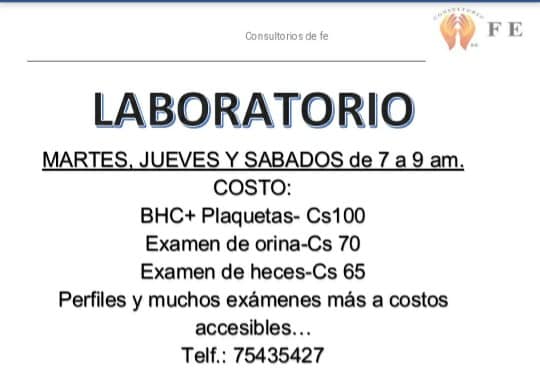 Consultorios de fe
CONSULTORIO
FE
LABORATORIO
MARTES, JUEVES Y SABADOS de 7 a 9 am.
COSTO:
BHC+ Plaquetas- Cs100
Examen de orina-Cs 70
Examen de heces-Cs 65
Perfiles y muchos exámenes más a costos
accesibles...
Telf.: 75435427